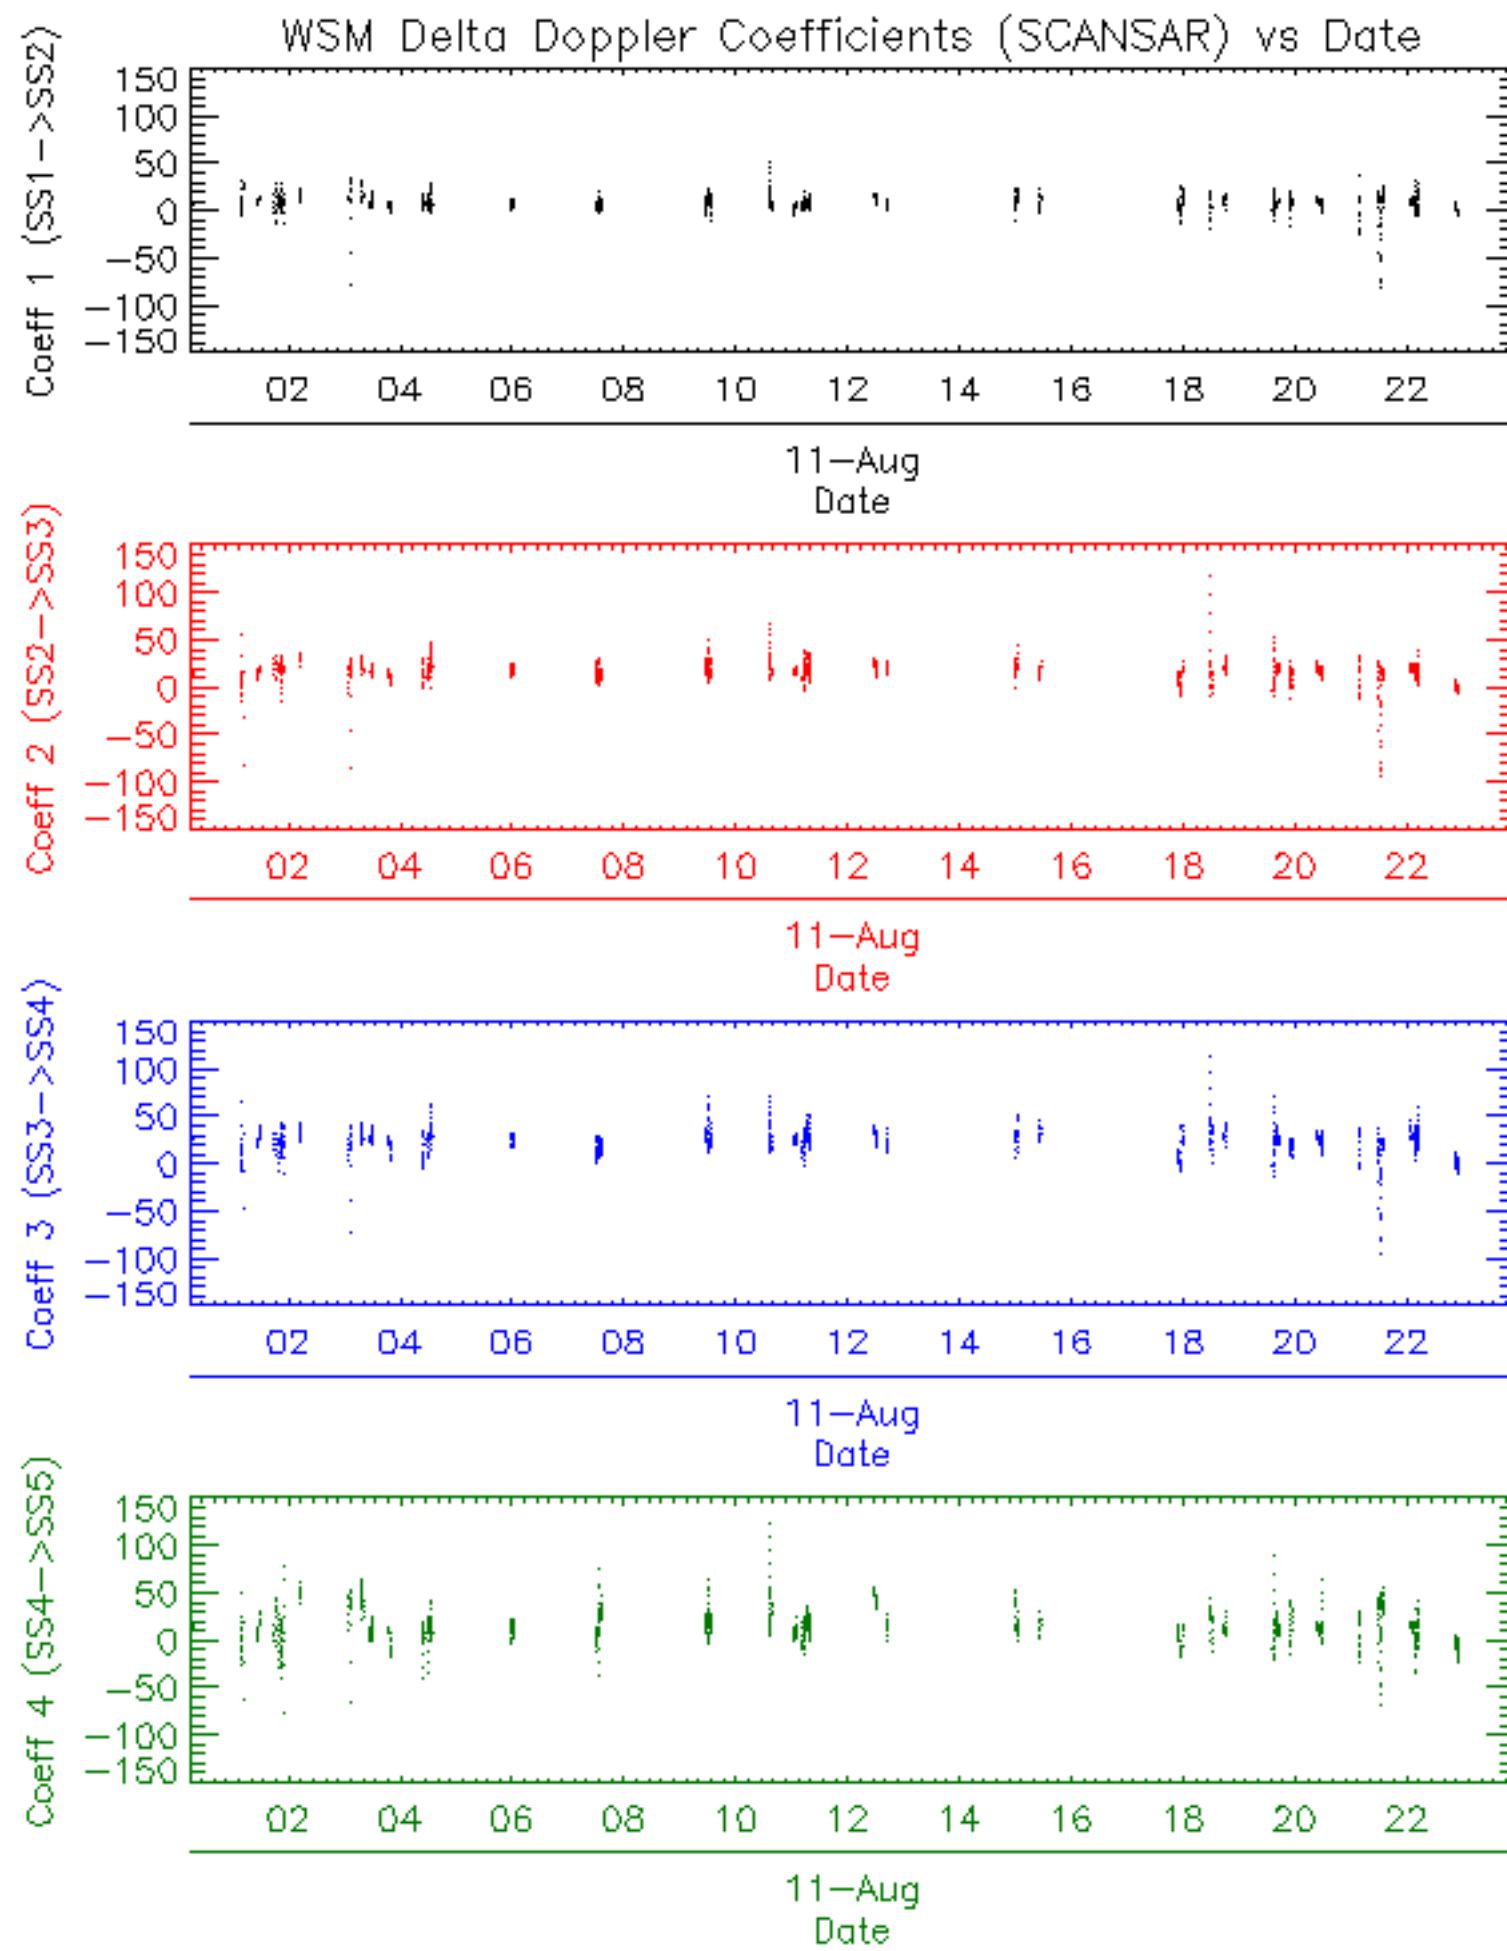 WSM Delta Doppler Coefficients (SCANSAR) vs Date
Coeff 1 (SS1->SS2)
150
100
50
0
-50
-100
-150
02 04 06 08 10 12 14 16 18 20 22
11-Aug
Date
Coeff 2 (SS2->SS3)
150
100
50
0
-50
-100
-150
02 04 06 08 10 12 14 16 18 20 22
11-Aug
Date
Coeff 3 (SS3->SS4)
150
100
50
0
-50
-100
-150
02 04 06 08 10 12 14 16 18 20 22
11-Aug
Date
Coeff 4 (SS4->SS5)
150
100
50
0
-50
-100
-150
02 04 06 08 10 12 14 16 18 20 22
11-Aug
Date